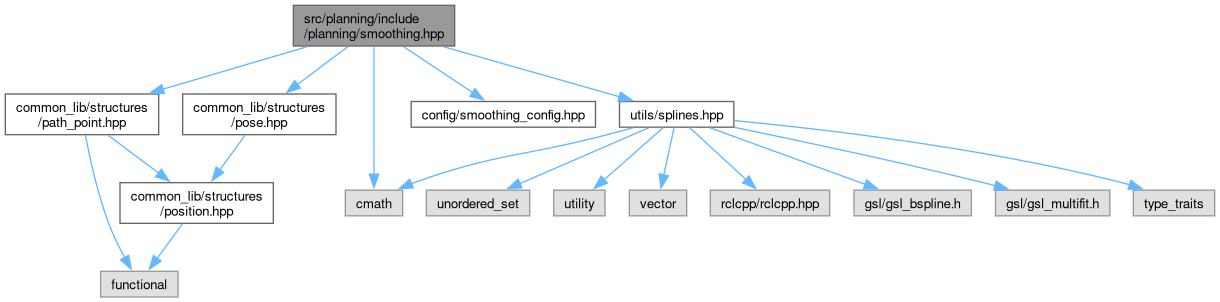 src/planning/include
/planning/smoothing.hpp
common_lib/structures
/path_point.hpp
common_lib/structures
/pose.hpp
config/smoothing_config.hpp
utils/splines.hpp
common_lib/structures
/position.hpp
cmath
unordered_set
utility
vector
rclcpp/rclcpp.hpp
gsl/gsl_bspline.h
gsl/gsl_multifit.h
type_traits
functional